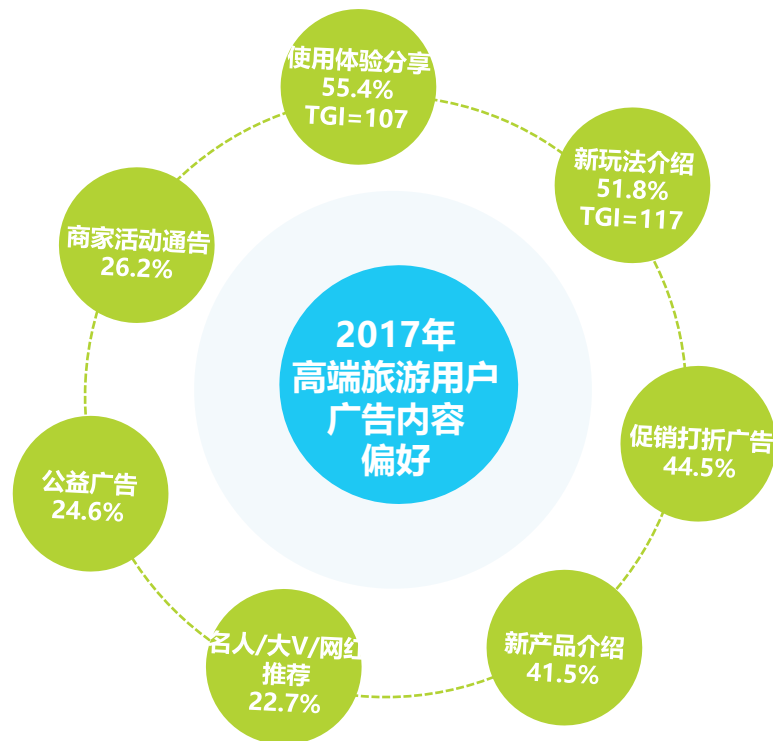 使用体验分享
55.4%
TGI=107
新玩法介绍
51.8%
TGI=117
商家活动通告
26.2%
2017年
高端旅游用户
广告内容
偏好
促销打折广告
44.5%
公益广告
24.6%
新产品介绍
41.5%
名人/大V/网红
推荐
22.7%